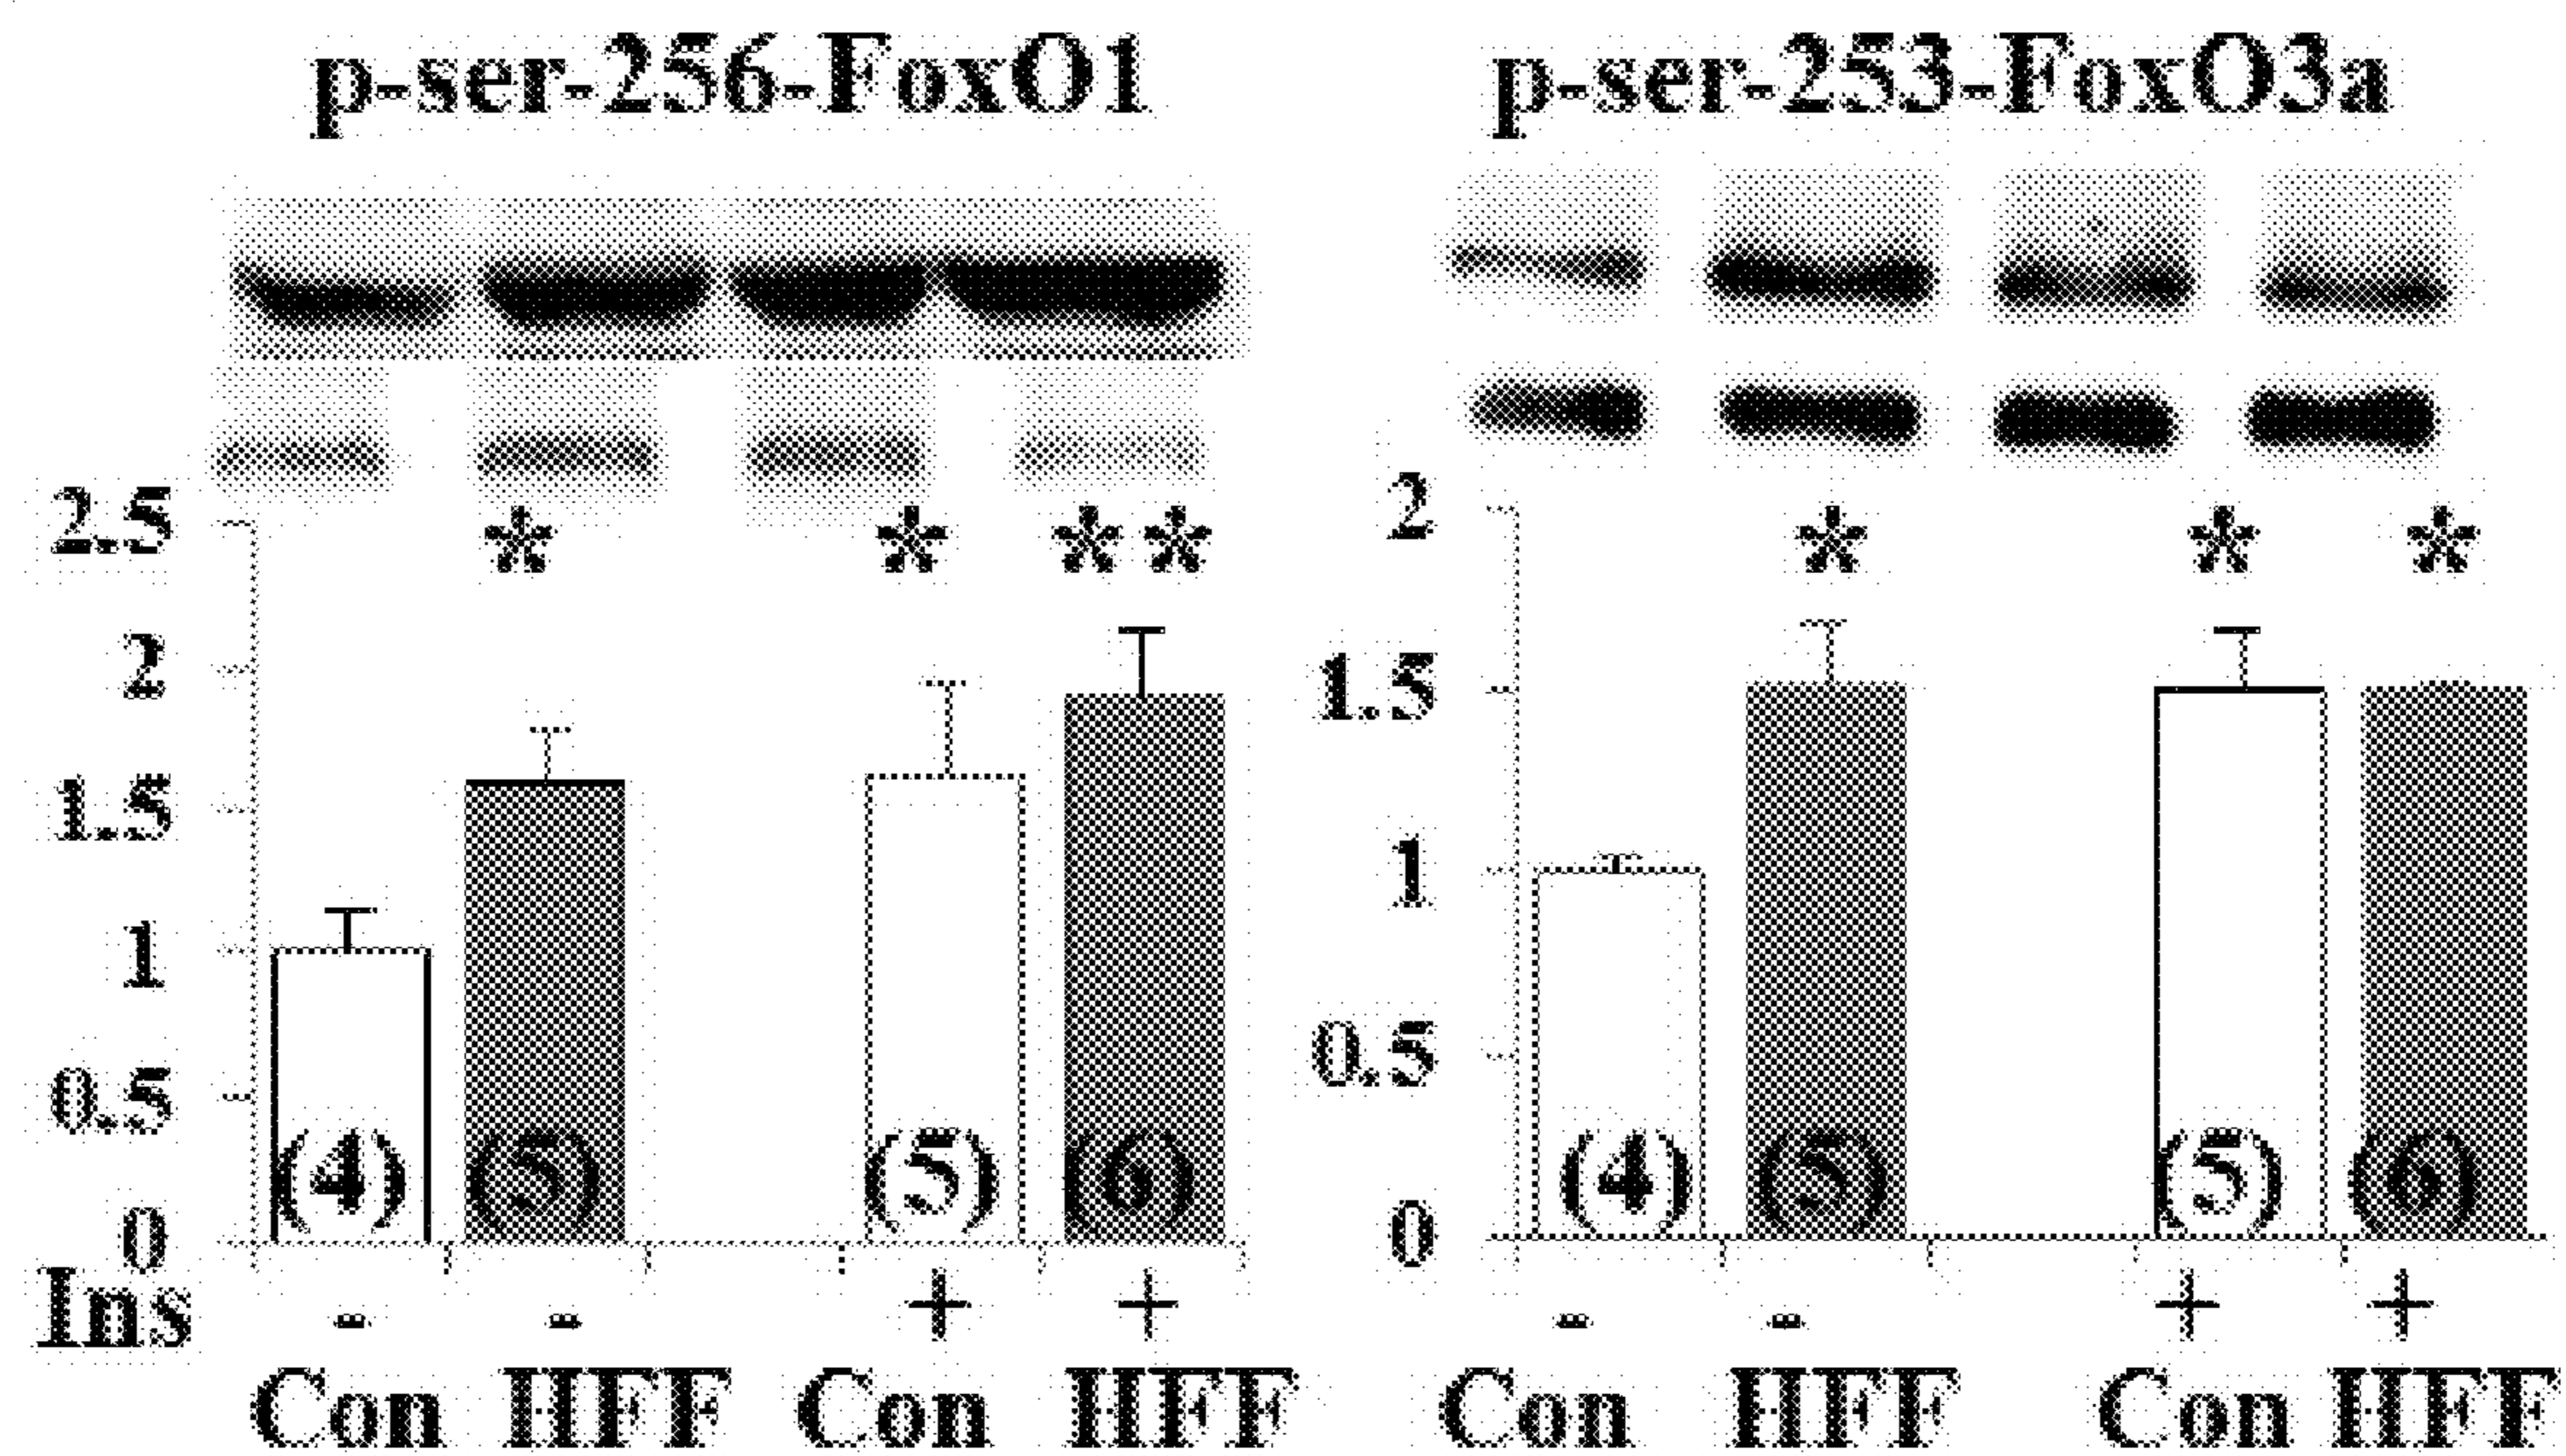 p-ser-256-FoxO1
2.5
* * **
2
1.5
1
0.5
0
(4) (5) (5) (6)
Ins - - + +
Con HFF Con HFF
p-ser-253-FoxO3a
2
* * *
1.5
1
0.5
0
(4) (5) (5) (6)
- - + +
Con HFF Con HFF